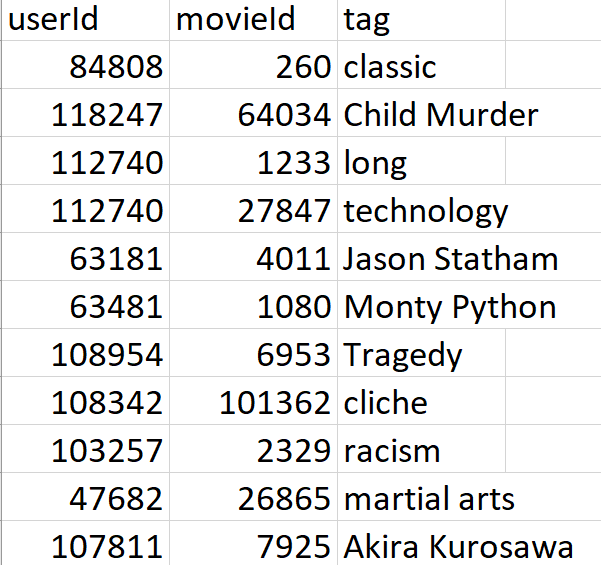 userId movieId tag
84808 260 classic
118247 64034 Child Murder
112740 1233 long
112740 27847 technology
63181 4011 Jason Statham
63481 1080 Monty Python
108954 6953 Tragedy
108342 101362 cliche
103257 2329 racism
47682 26865 martial arts
107811 7925 Akira Kurosawa